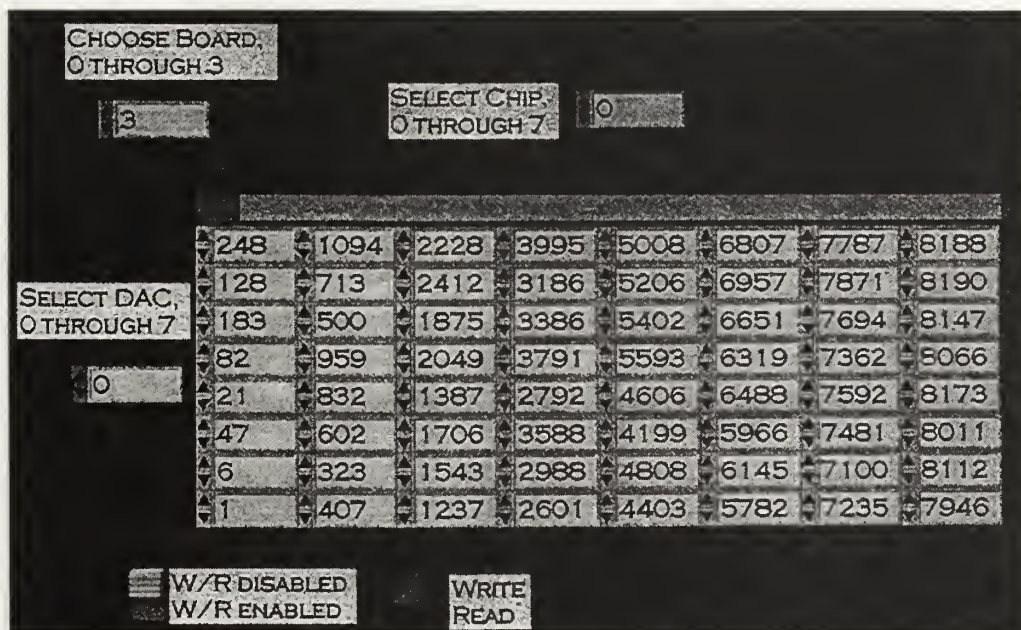 CHOOSE BOARD,
0 THROUGH 3
3
SELECT CHIP,
0 THROUGH 7
0
248 1094 2228 3995 5008 6807 7787 8188
128 713 2412 3186 5206 6957 7871 8190
SELECT DAC,
0 THROUGH 7
183 500 1875 3386 5402 6651 7694 8147
82 959 2049 3791 5593 6319 7362 8066
0
21 832 1387 2792 4606 6488 7592 8173
47 602 1706 3588 4199 5966 7481 8011
6 323 1543 2988 4808 6145 7100 8112
1 407 1237 2601 4403 5782 7235 7946
W/R DISABLED
W/R ENABLED
WRITE
READ